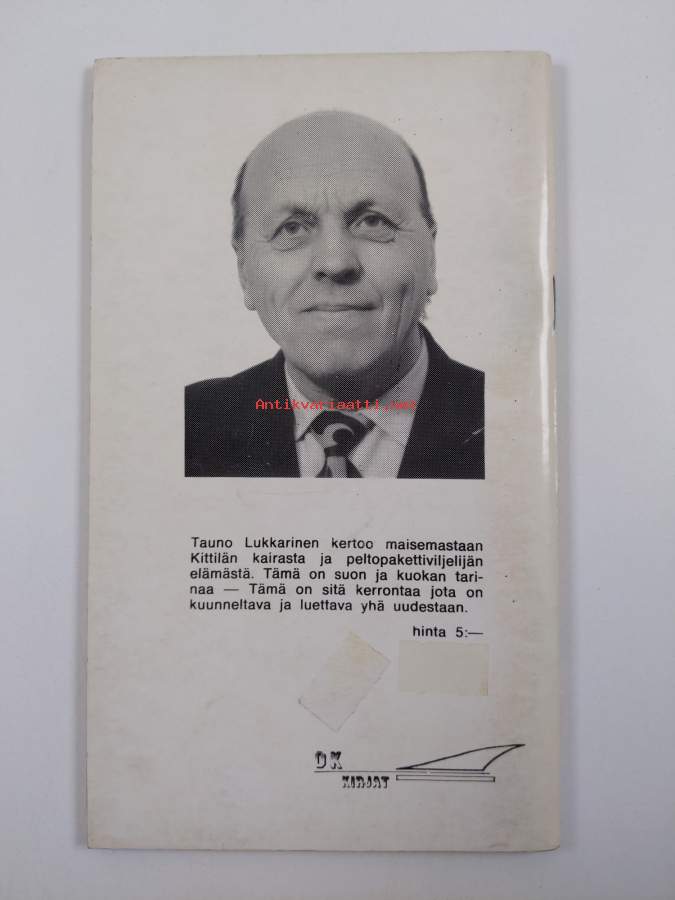 Antikvariaatti.net
Tauno Lukkarinen kertoo maisemastaan
Kittilän kairasta ja peltopakettiviljelijän
elämästä. Tämä on suon ja kuokan tari-
naa — Tämä on sitä kerrontaa jota on
kuunneltava ja luettava yhä uudestaan.
hinta 5:—
OK
KIRJAT